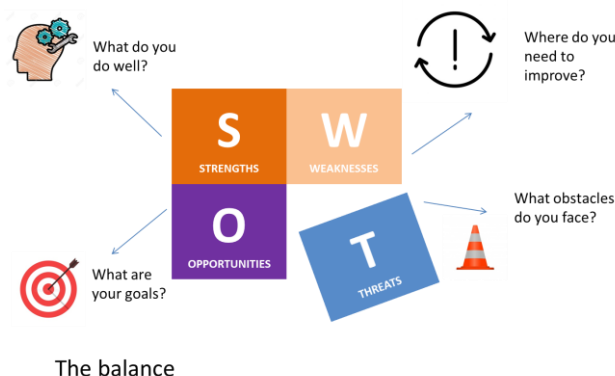 What do you
do well?
Where do you
need to
improve?
S
STRENGTHS
W
WEAKNESSES
O
OPPORTUNITIES
T
THREATS
What obstacles
do you face?
What are
your goals?
The balance